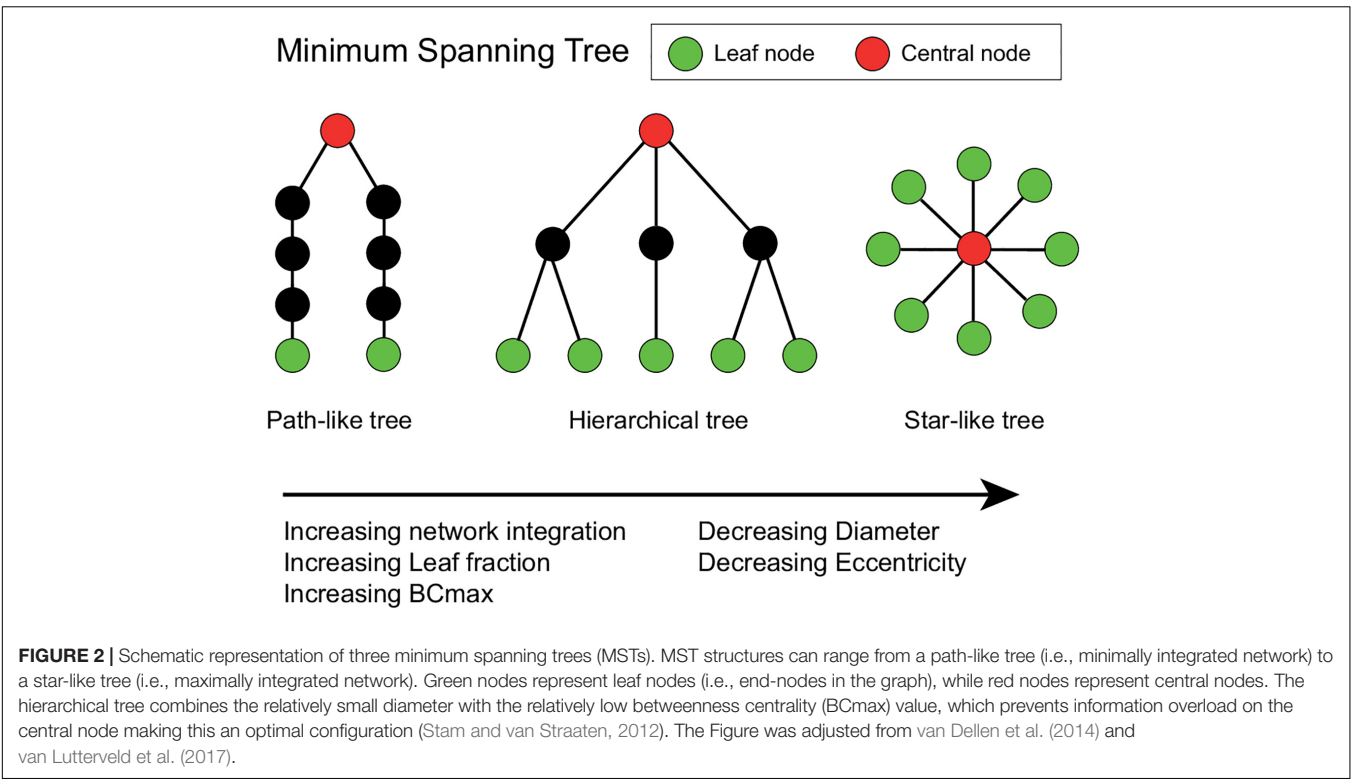 Minimum Spanning Tree
Leaf node
Central node
Path-like tree
Hierarchical tree
Star-like tree
Increasing network integration
Increasing Leaf fraction
Increasing BCmax
Decreasing Diameter
Decreasing Eccentricity
FIGURE 2 | Schematic representation of three minimum spanning trees (MSTs). MST structures can range from a path-like tree (i.e., minimally integrated network) to
a star-like tree (i.e., maximally integrated network). Green nodes represent leaf nodes (i.e., end-nodes in the graph), while red nodes represent central nodes. The
hierarchical tree combines the relatively small diameter with the relatively low betweenness centrality (BCmax) value, which prevents information overload on the
central node making this an optimal configuration (Stam and van Straaten, 2012). The Figure was adjusted from van Dellen et al. (2014) and
van Lutterveld et al. (2017).